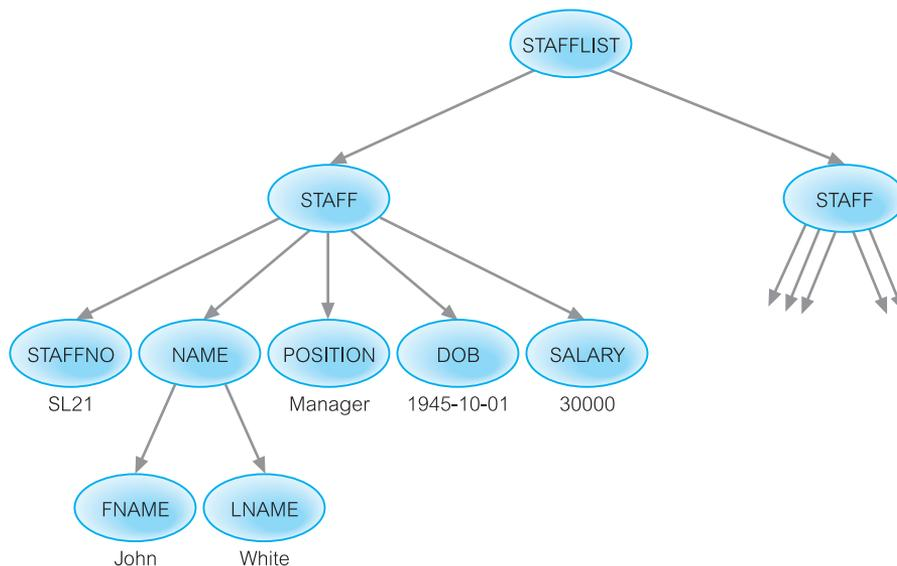 STAFFLIST
STAFF
STAFF
STAFFNO
NAME
POSITION
DOB
SALARY
SL21
Manager
1945-10-01
30000
FNAME
LNAME
John
White